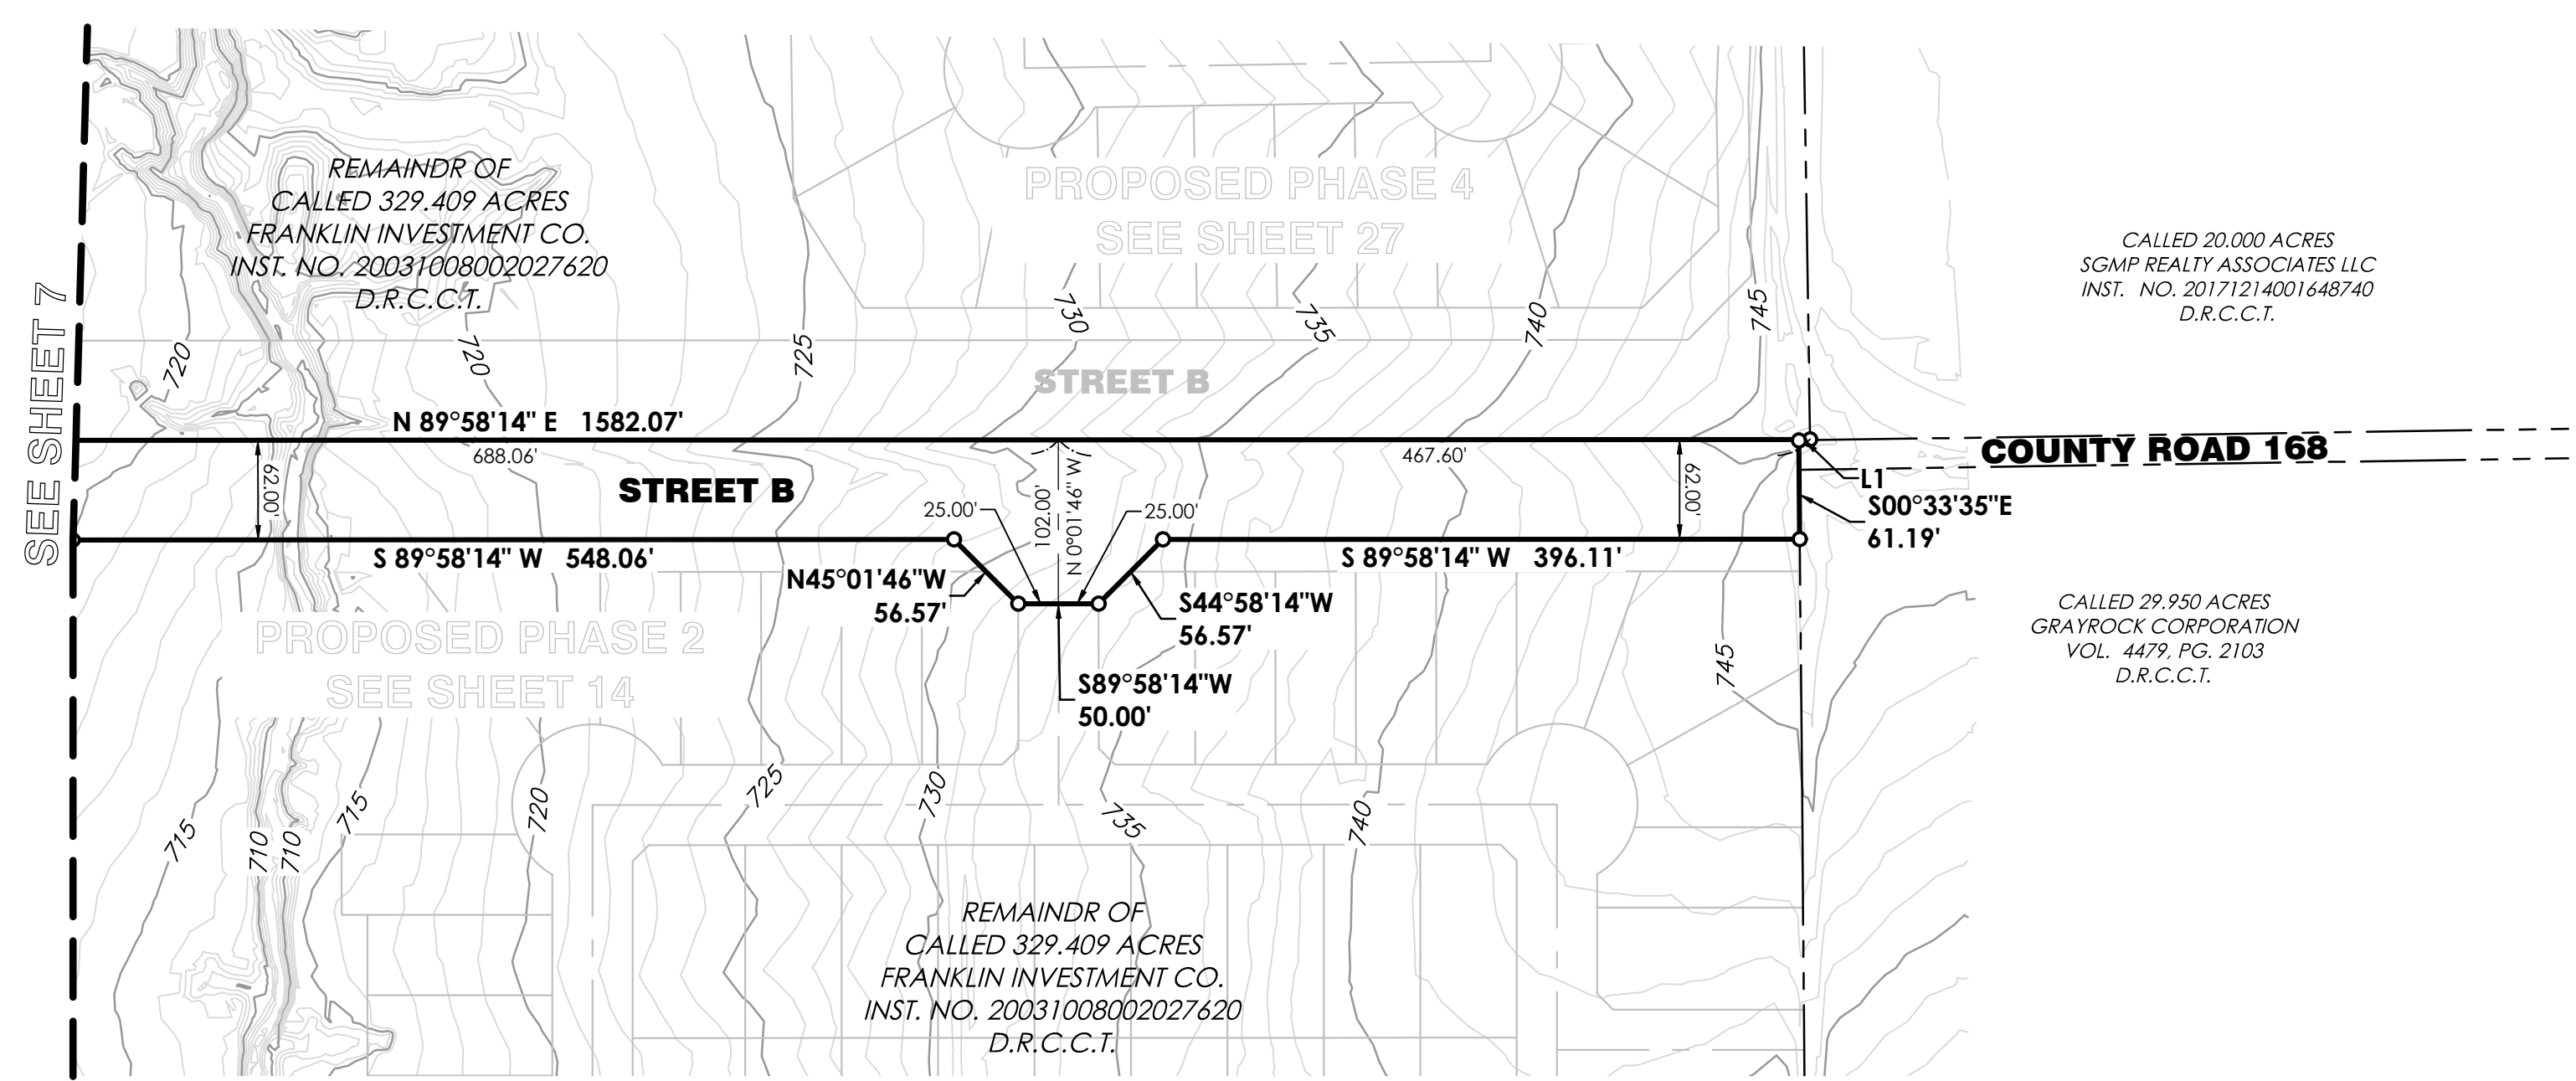 SEE SHEET 7
REMAINDR OF
CALLED 329.409 ACRES
FRANKLIN INVESTMENT CO.
INST. NO. 20031008002027620
D.R.C.C.T.
PROPOSED PHASE 4
SEE SHEET 27
CALLED 20.000 ACRES
SGMP REALTY ASSOCIATES LLC
INST. NO. 20171214001648740
D.R.C.C.T.
720
720
725
730
735
740
745
STREET B
N 89°58'14" E 1582.07'
688.06'
467.60'
COUNTY ROAD 168
62.00'
STREET B
25.00'
102.00'
N 0°01'46" W
25.00'
62.00'
L1
S00°33'35"E
61.19'
S 89°58'14" W 548.06'
N45°01'46"W
56.57'
S44°58'14"W
56.57'
S 89°58'14" W 396.11'
S89°58'14"W
50.00'
PROPOSED PHASE 2
SEE SHEET 14
CALLED 29.950 ACRES
GRAYROCK CORPORATION
VOL. 4479, PG. 2103
D.R.C.C.T.
745
715
710
710
715
720
725
730
735
740
REMAINDR OF
CALLED 329.409 ACRES
FRANKLIN INVESTMENT CO.
INST. NO. 20031008002027620
D.R.C.C.T.